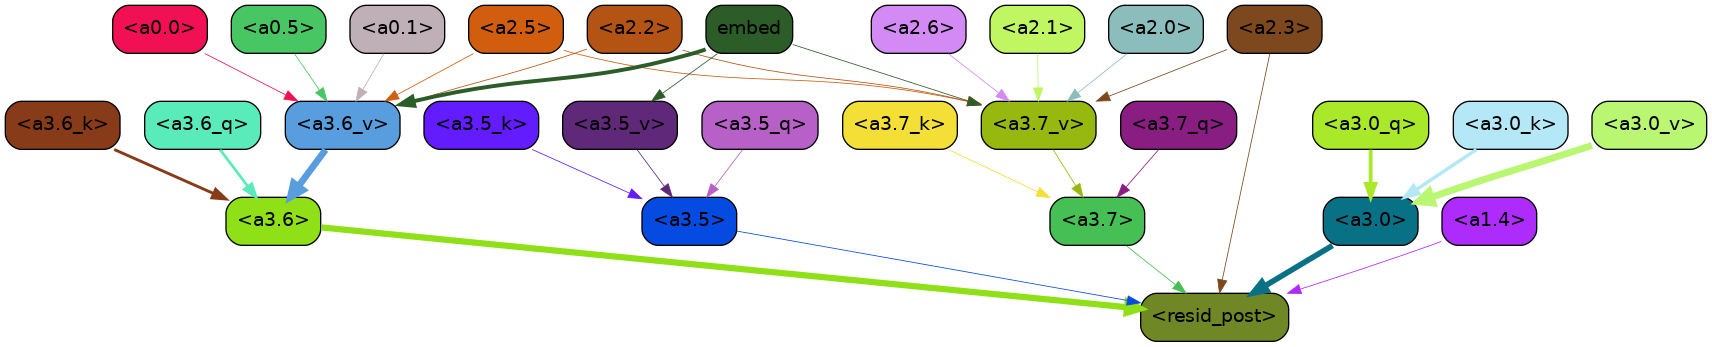 <a0.0> <a0.5> <a0.1> <a2.5> <a2.2> embed <a2.6> <a2.1> <a2.0> <a2.3>
<a3.6_k> <a3.6_q> <a3.6_v> <a3.5_k> <a3.5_v> <a3.5_q> <a3.7_k> <a3.7_v> <a3.7_q> <a3.0_q> <a3.0_k> <a3.0_v>
<a3.6> <a3.5> <a3.7> <a3.0> <a1.4>
<resid_post>